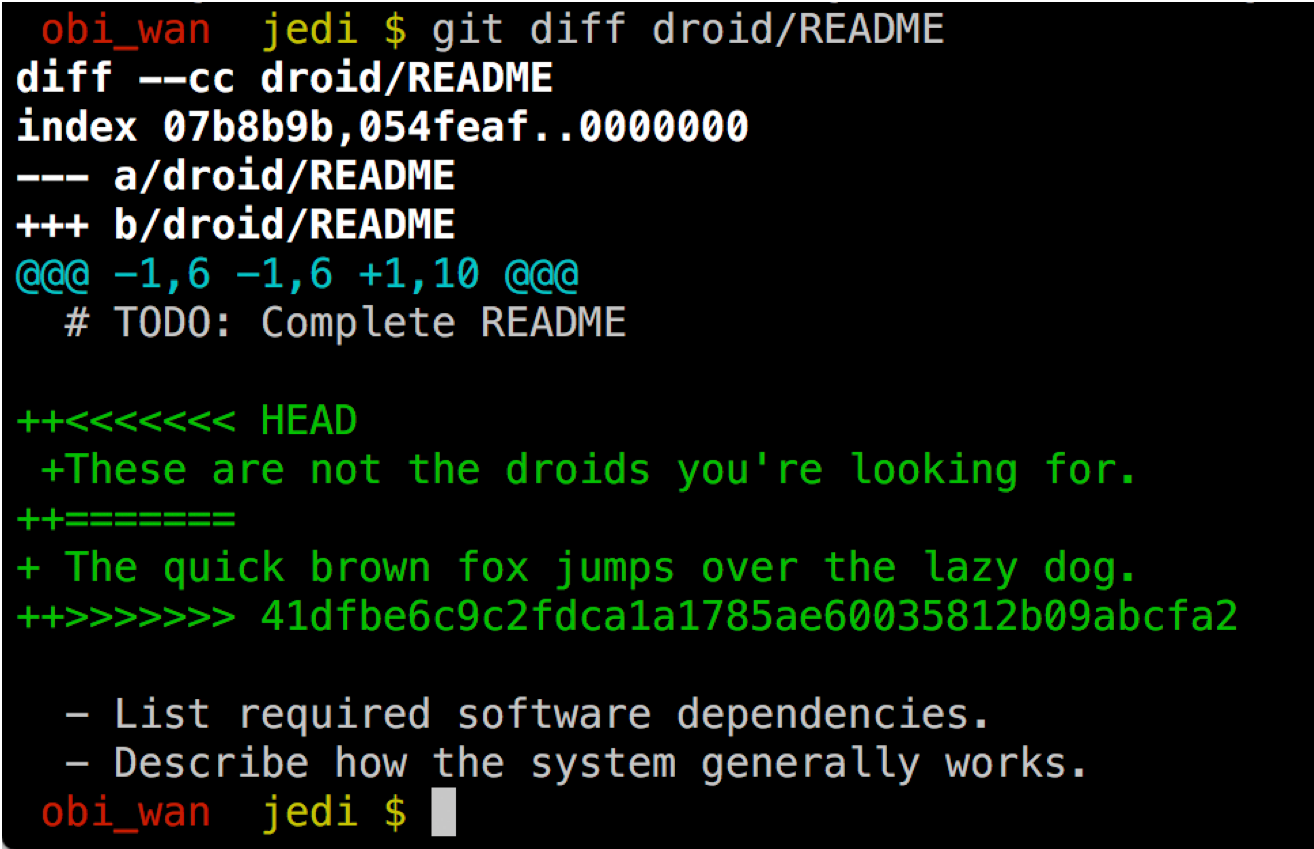 obi_wan  jedi $ git diff droid/README
diff --cc droid/README
index 07b8b9b,054feaf..0000000
--- a/droid/README
+++ b/droid/README
@@@ -1,6 -1,6 +1,10 @@@
  # TODO: Complete README
++<<<<<<< HEAD
 +These are not the droids you're looking for.
++=======
+ The quick brown fox jumps over the lazy dog.
++>>>>>>> 41dfbe6c9c2fdca1a1785ae60035812b09abcfa2
  - List required software dependencies.
  - Describe how the system generally works.
obi_wan  jedi $